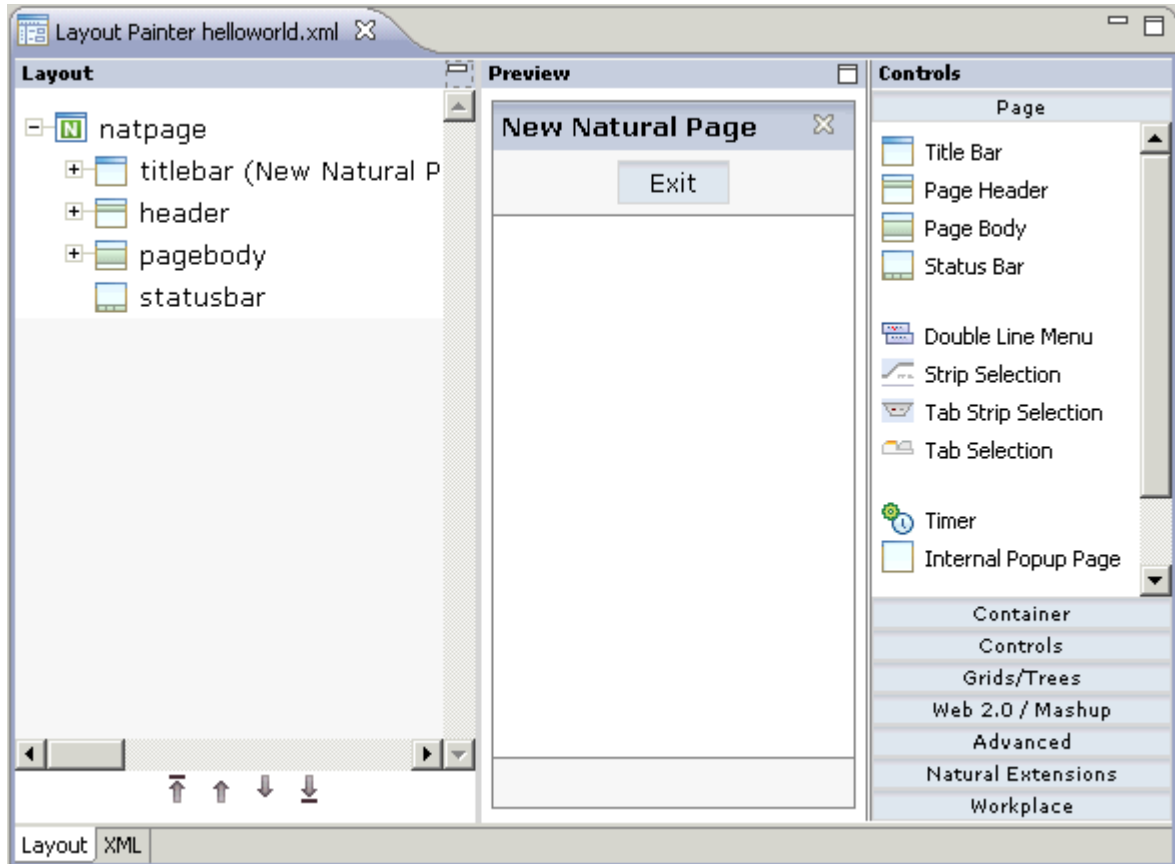 Layout Painter helloworld.xml
Layout
N natpage
titlebar (New Natural P
header
pagebody
statusbar
Preview
New Natural Page
Exit
Controls
Page
Title Bar
Page Header
Page Body
Status Bar
Double Line Menu
Strip Selection
Tab Strip Selection
Tab Selection
Timer
Internal Popup Page
Container
Controls
Grids/Trees
Web 2.0 / Mashup
Advanced
Natural Extensions
Workplace
Layout XML